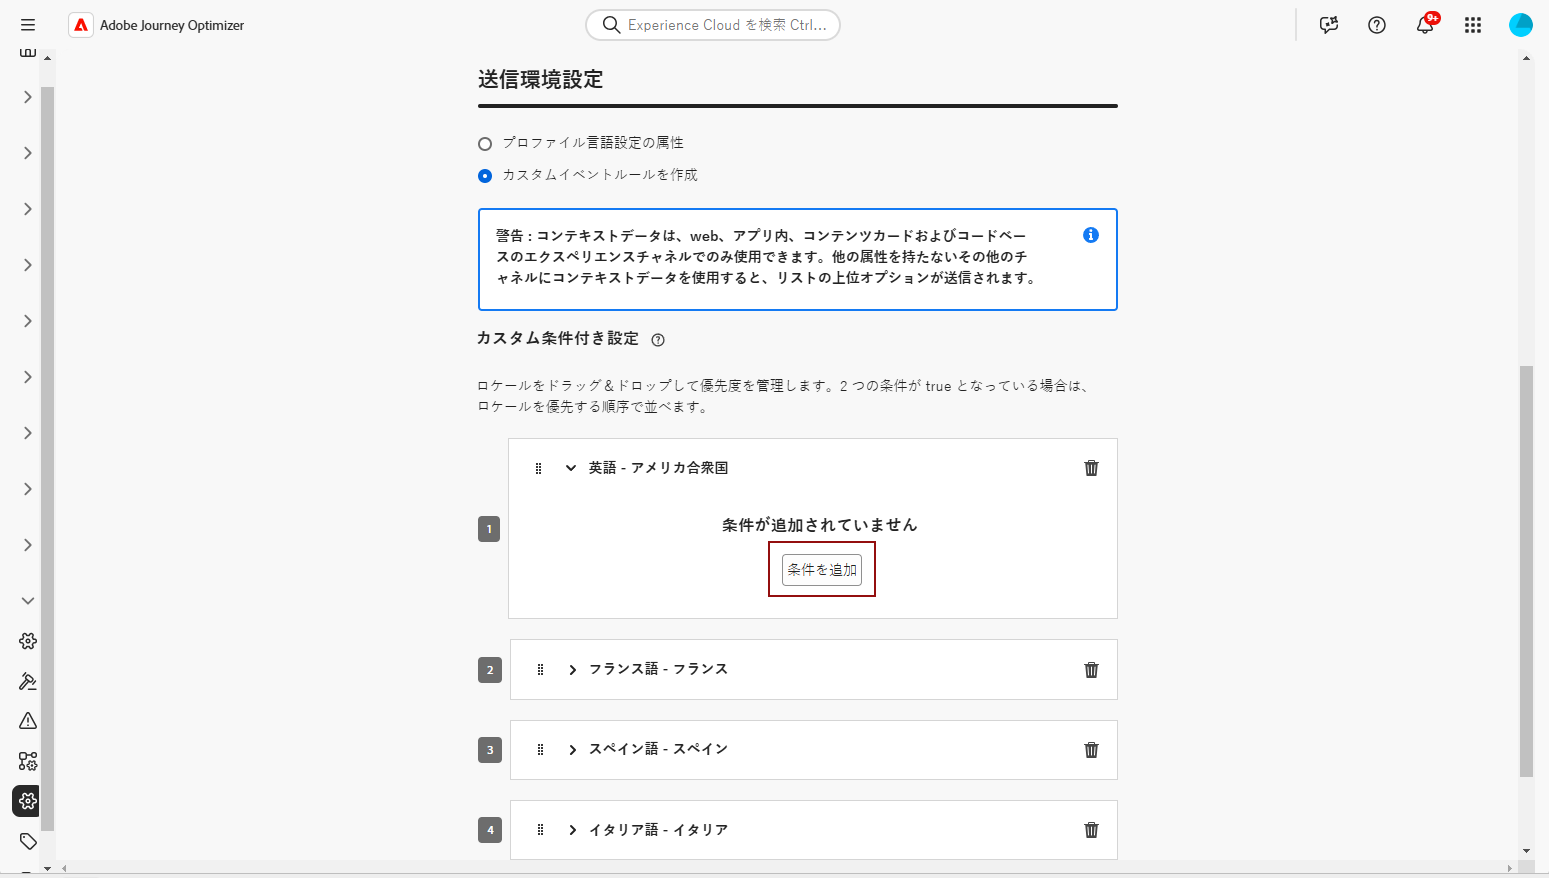 Adobe Journey Optimizer
Experience Cloud を検索 Ctrl...
9+
送信環境設定
プロファイル言語設定の属性
カスタムイベントルールを作成
警告 : コンテキストデータは、web、アプリ内、コンテンツカードおよびコードベー
スのエクスペリエンスチャネルでのみ使用できます。他の属性を持たないその他のチ
ャネルにコンテキストデータを使用すると、リストの上位オプションが送信されます。
カスタム条件付き設定
ロケールをドラッグ＆ドロップして優先度を管理します。2 つの条件が true となっている場合は、
ロケールを優先する順序で並べます。
英語 - アメリカ合衆国
条件が追加されていません
1
条件を追加
2 フランス語 - フランス
3 スペイン語 - スペイン
4 イタリア語 - イタリア